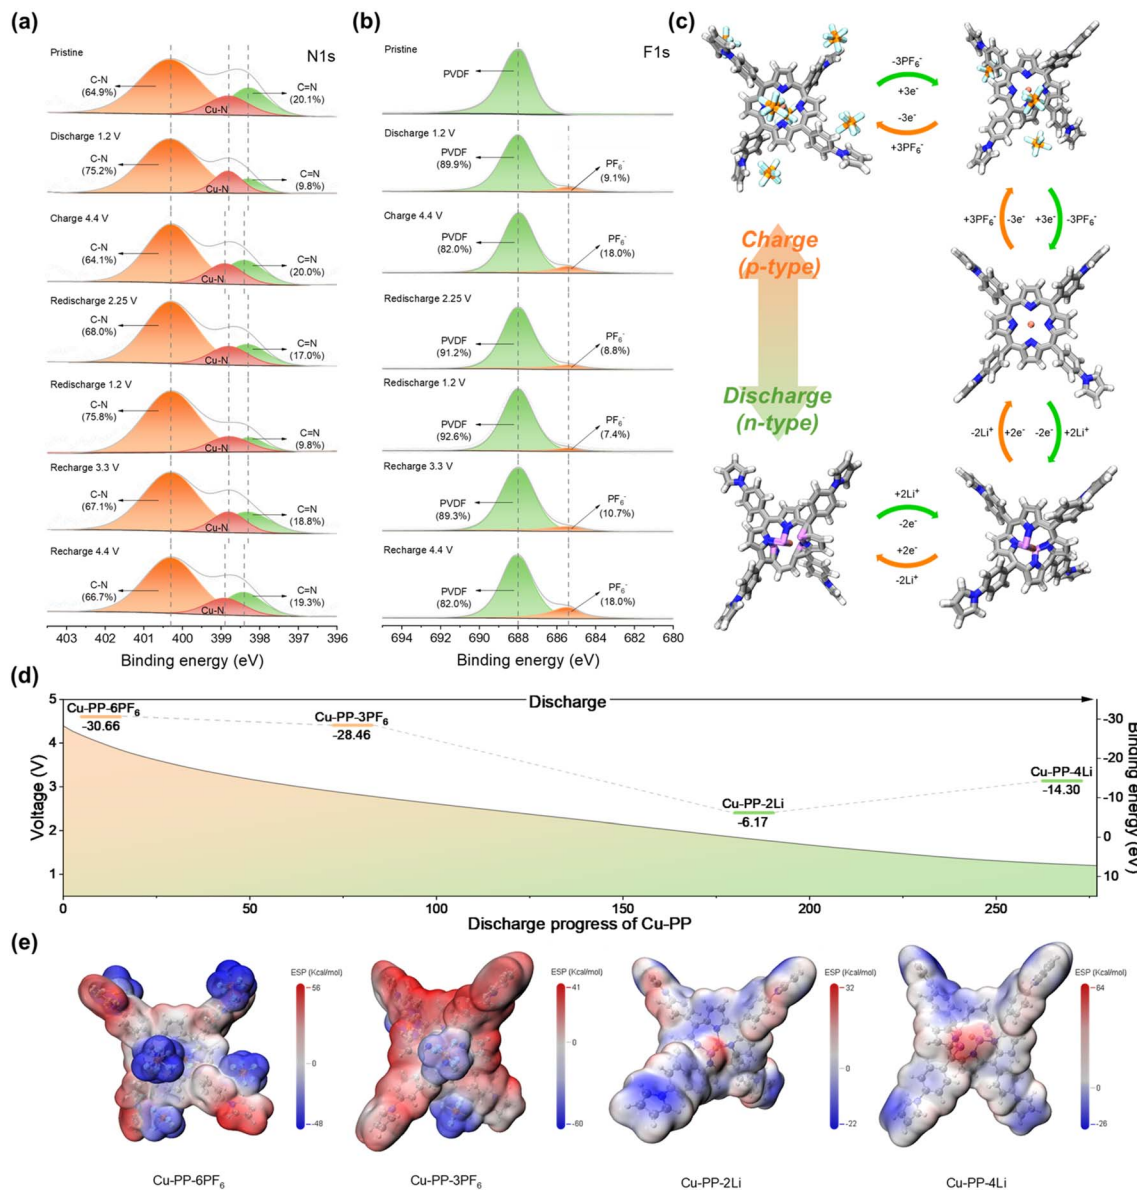 (a)
N1s
Pristine
C-N
(64.9%)
Cu-N
C=N
(20.1%)
Discharge 1.2 V
C-N
(75.2%)
Cu-N
C=N
(9.8%)
Charge 4.4 V
C-N
(64.1%)
Cu-N
C=N
(20.0%)
Redischarge 2.25 V
C-N
(68.0%)
Cu-N
C=N
(17.0%)
Redischarge 1.2 V
C-N
(75.8%)
Cu-N
C=N
(9.8%)
Recharge 3.3 V
C-N
(67.1%)
Cu-N
C=N
(18.8%)
Recharge 4.4 V
C-N
(66.7%)
Cu-N
C=N
(19.3%)
403 402 401 400 399 398 397 396
Binding energy (eV)
(b)
F1s
Pristine
PVDF
Discharge 1.2 V
PVDF
(89.9%)
PF₆⁻
(9.1%)
Charge 4.4 V
PVDF
(82.0%)
PF₆⁻
(18.0%)
Redischarge 2.25 V
PVDF
(91.2%)
PF₆⁻
(8.8%)
Redischarge 1.2 V
PVDF
(92.6%)
PF₆⁻
(7.4%)
Recharge 3.3 V
PVDF
(89.3%)
PF₆⁻
(10.7%)
Recharge 4.4 V
PVDF
(82.0%)
PF₆⁻
(18.0%)
694 692 690 688 686 684 682 680
Binding energy (eV)
(c)
-3PF₆⁻
+3e⁻
-3e⁻
+3PF₆⁻
+3PF₆⁻ -3e⁻ +3e⁻ -3PF₆⁻
Charge
(p-type)
Discharge
(n-type)
-2Li⁺ +2e⁻ -2e⁻ +2Li⁺
+2Li⁺
-2e⁻
+2e⁻
-2Li⁺
(d)
Discharge
Voltage (V)
5
4
3
2
1
Cu-PP-6PF₆
-30.66
Cu-PP-3PF₆
-28.46
Cu-PP-2Li
-6.17
Cu-PP-4Li
-14.30
-30
-20
-10
0
10
Binding energy (eV)
0 50 100 150 200 250
Discharge progress of Cu-PP
(e)
ESP (Kcal/mol)
56
0
-48
Cu-PP-6PF₆
ESP (Kcal/mol)
41
0
-60
Cu-PP-3PF₆
ESP (Kcal/mol)
32
0
-22
Cu-PP-2Li
ESP (Kcal/mol)
64
0
-26
Cu-PP-4Li